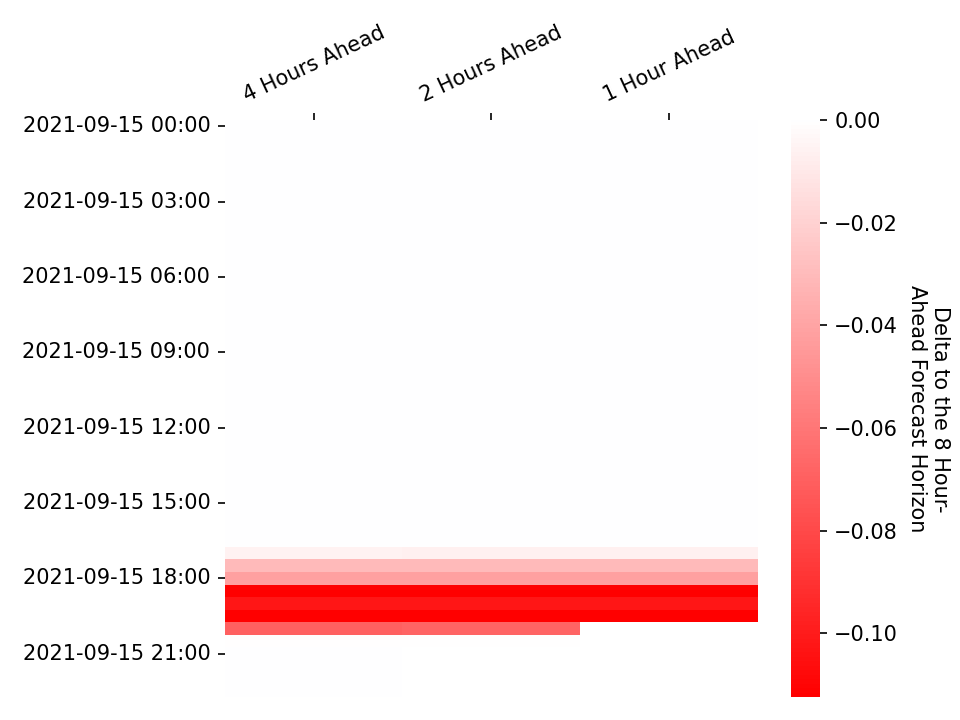 4 Hours Ahead
2 Hours Ahead
1 Hour Ahead
2021-09-15 00:00
2021-09-15 03:00
2021-09-15 06:00
2021-09-15 09:00
2021-09-15 12:00
2021-09-15 15:00
2021-09-15 18:00
2021-09-15 21:00
0.00
−0.02
−0.04
−0.06
−0.08
−0.10
Delta to the 8 Hour-
Ahead Forecast Horizon